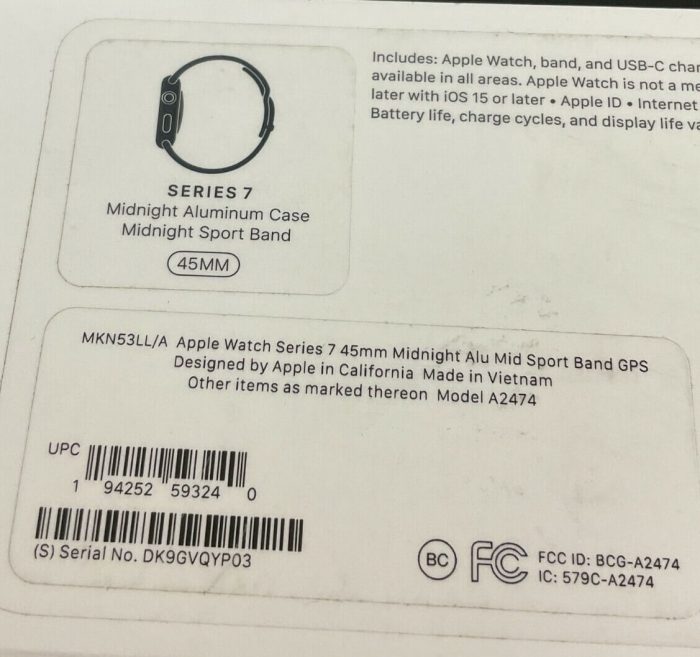 SERIES 7
Midnight Aluminum Case
Midnight Sport Band
45MM
Includes: Apple Watch, band, and USB-C
available in all areas. Apple Watch is not a
later with iOS 15 or later • Apple ID • Internet
Battery life, charge cycles, and display life
MKN53LL/A Apple Watch Series 7 45mm Midnight Alu Mid Sport Band GPS
Designed by Apple in California Made in Vietnam
Other items as marked thereon Model A2474
UPC
1 94252 59324 0
(S) Serial No. DK9GVQYP03
BC
FC
FCC ID: BCG-A2474
IC: 579C-A2474